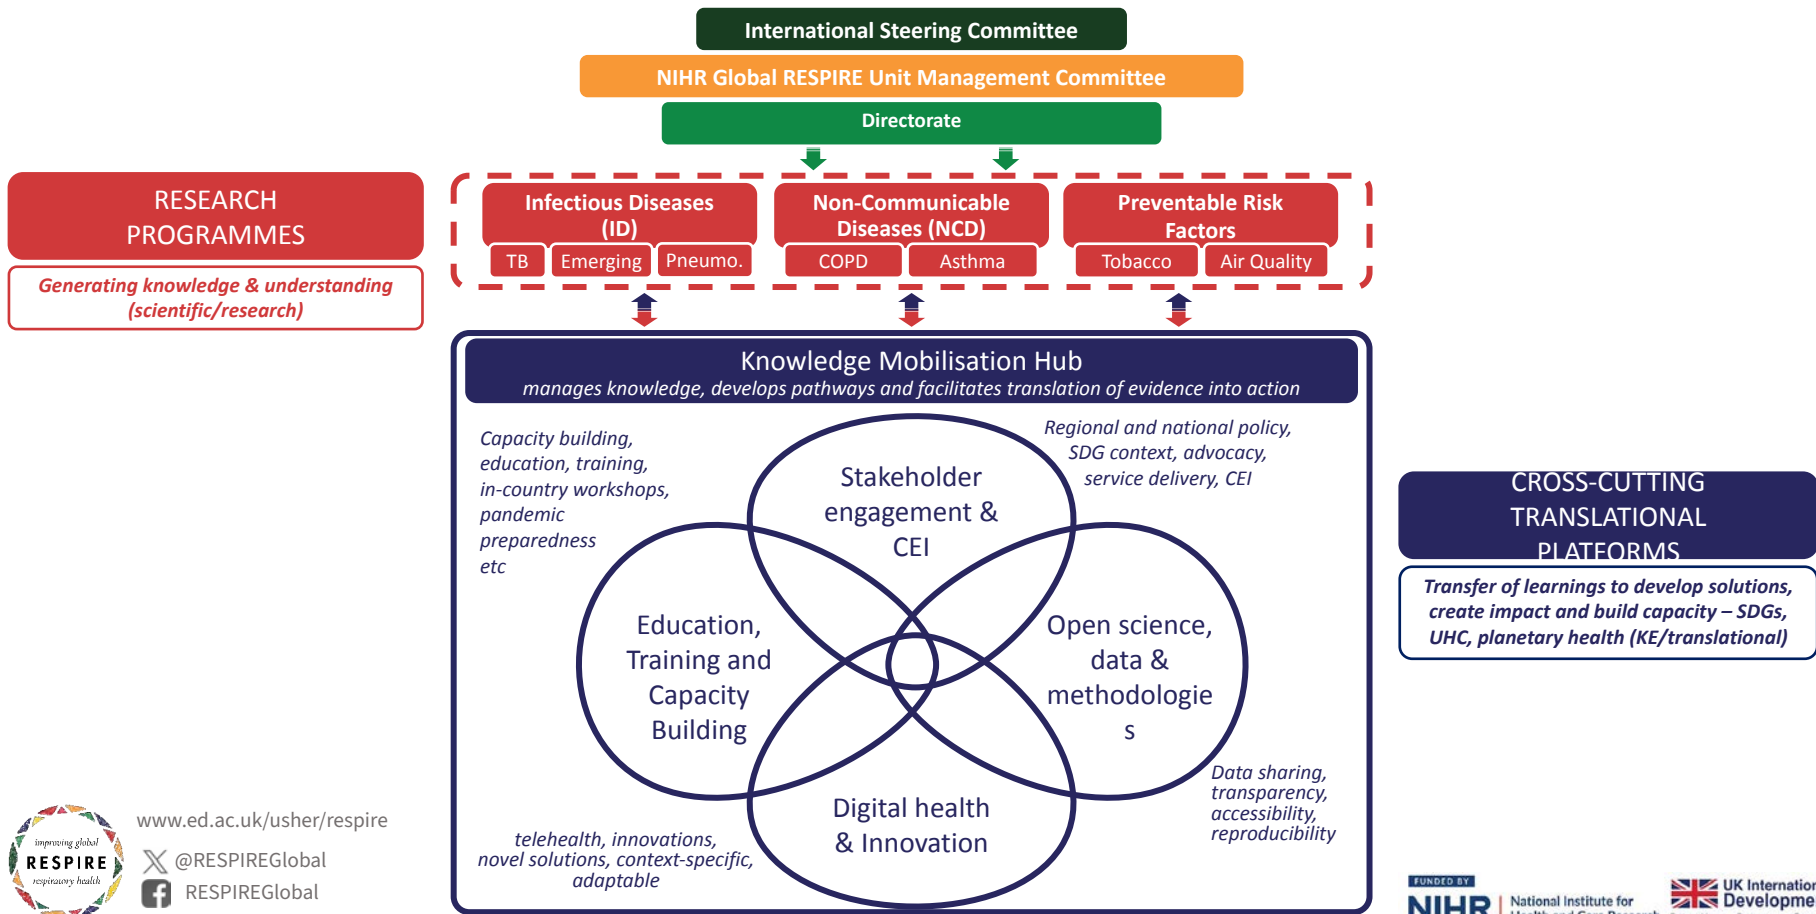 International Steering Committee
NIHR Global RESPIRE Unit Management Committee
Directorate
RESEARCH
PROGRAMMES
Generating knowledge & understanding
(scientific/research)
Infectious Diseases
(ID)
TB
Emerging
Pneumo.
Non-Communicable
Diseases (NCD)
COPD
Asthma
Preventable Risk
Factors
Tobacco
Air Quality
Knowledge Mobilisation Hub
manages knowledge, develops pathways and facilitates translation of evidence into action
Capacity building,
education, training,
in-country workshops,
pandemic
preparedness
etc
Regional and national policy,
SDG context, advocacy,
service delivery, CEI
Stakeholder
engagement &
CEI
Education,
Training and
Capacity
Building
Open science,
data &
methodologie
s
Digital health
& Innovation
telehealth, innovations,
novel solutions, context-specific,
adaptable
Data sharing,
transparency,
accessibility,
reproducibility
CROSS-CUTTING
TRANSLATIONAL
PLATFORMS
Transfer of learnings to develop solutions,
create impact and build capacity – SDGs,
UHC, planetary health (KE/translational)
improving global
RESPIRE
respiratory health
www.ed.ac.uk/usher/respire
@RESPIREGlobal
RESPIREGlobal
FUNDED BY
NIHR
National Institute for
Health and Care Research
UK Internation
Developme